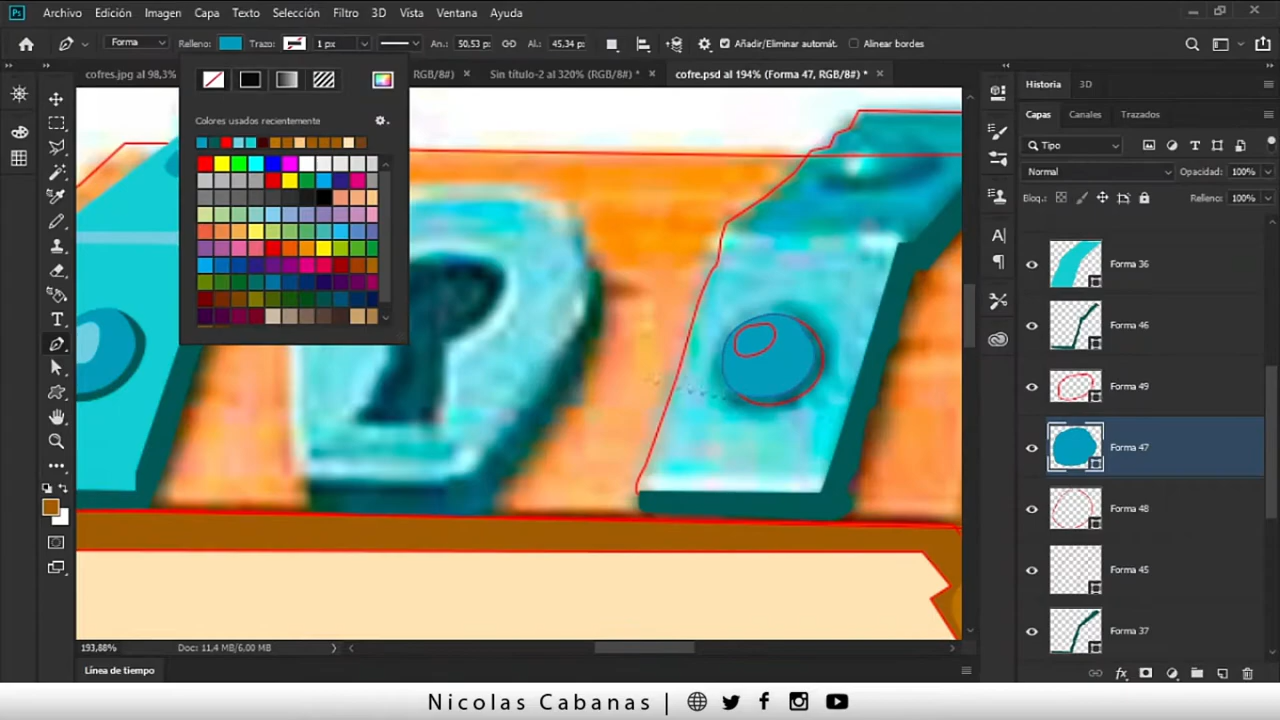 Ps Archivo Edición Imagen Capa Texto Selección Filtro 3D Vista Ventana Ayuda
Forma Relleno: Trazo: 1 px An.: 50,53 p: Al.: 45,34 p: Añadir/Eliminar automát. Alinear bordes
cofres.jpg al 98,3% RGB/8#) × Sin título-2 al 320% (RGB/8#) * × cofre.psd al 194% (Forma 47, RGB/8#) * ×
Colores usados recientemente
Historia 3D
Capas Canales Trazados
Tipo
Normal Opacidad: 100%
Bloq.: Relleno: 100%
Forma 36
Forma 46
Forma 49
Forma 47
Forma 48
Forma 45
Forma 37
193,88% Doc: 11.4 MB/6.00 MB
Línea de tiempo
Nicolas Cabanas |